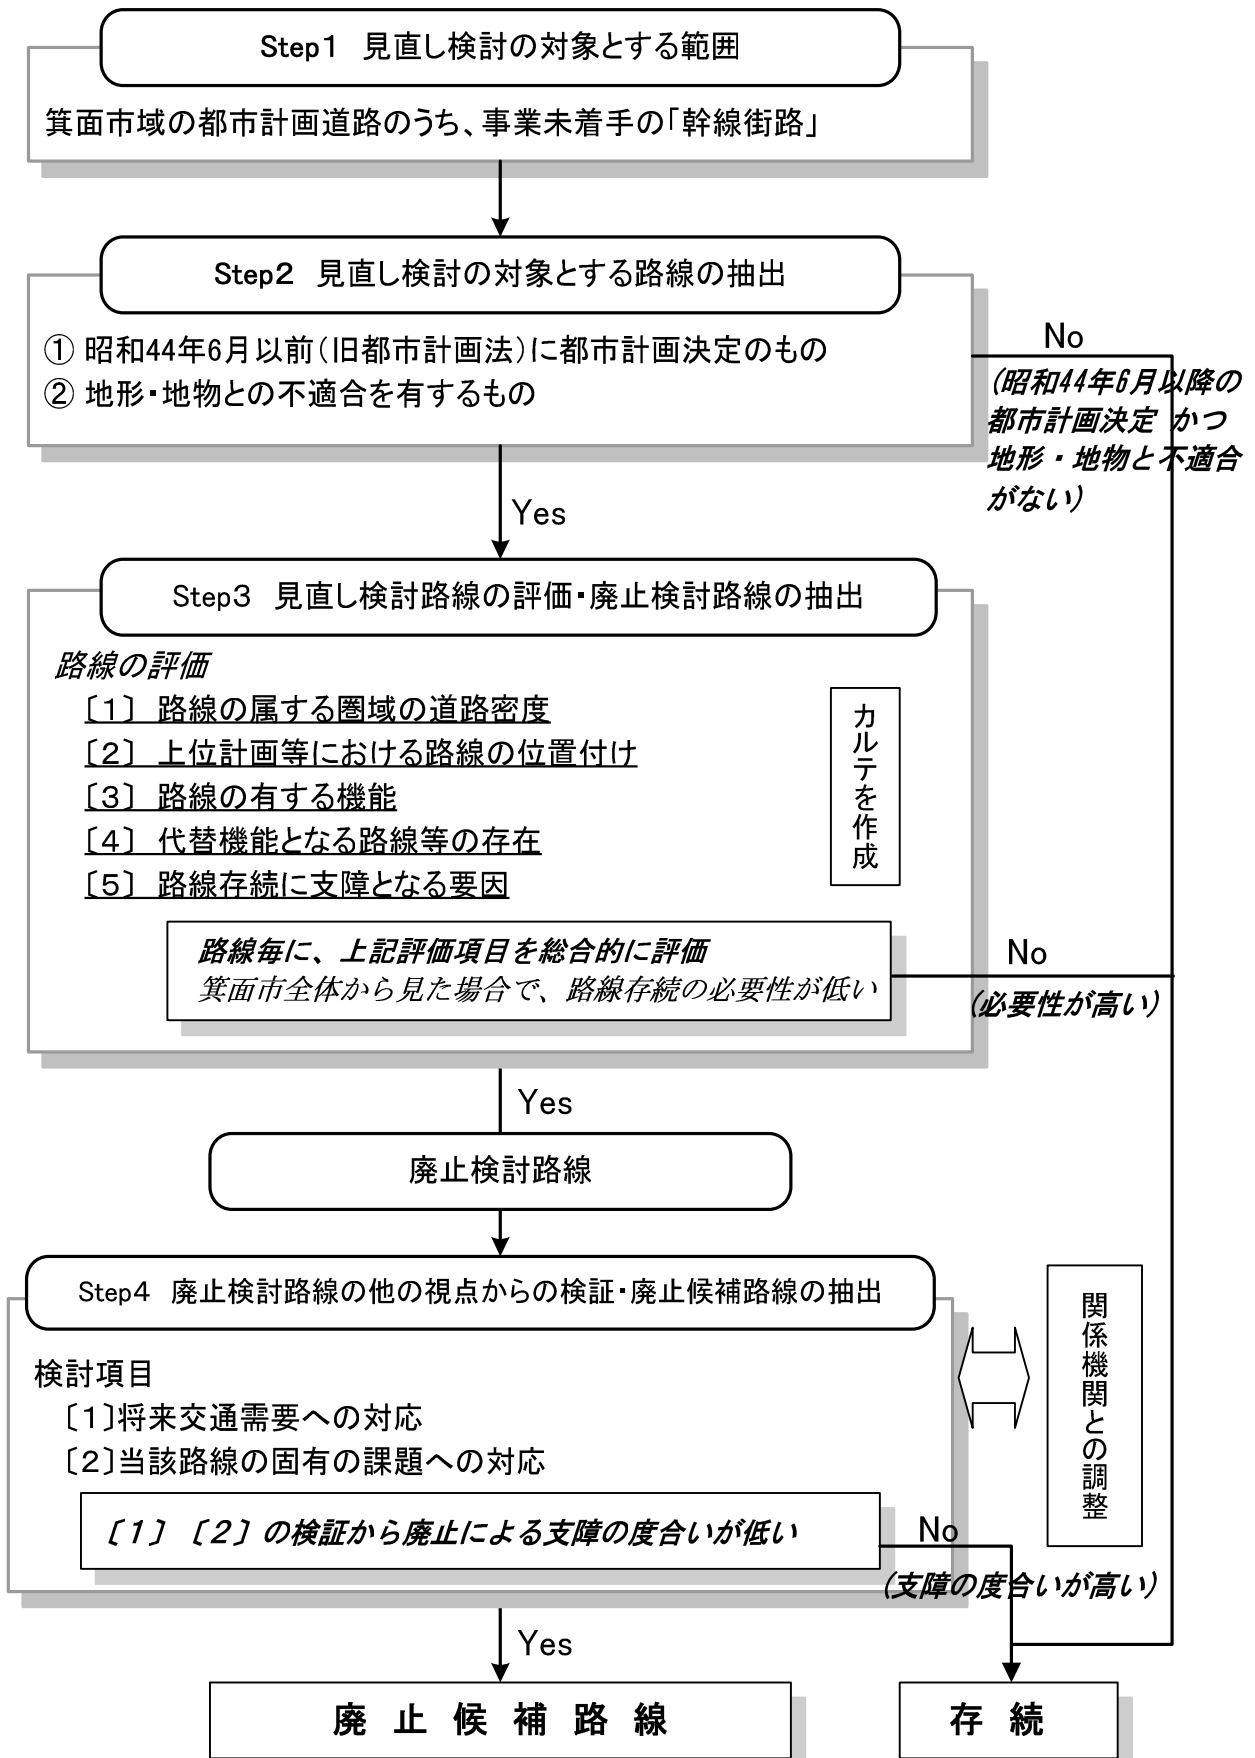 Step1 見直し検討の対象とする範囲
箕面市域の都市計画道路のうち、事業未着手の「幹線街路」
Step2 見直し検討の対象とする路線の抽出
① 昭和44年6月以前(旧都市計画法)に都市計画決定のもの
② 地形・地物との不適合を有するもの
No
(昭和44年6月以降の
都市計画決定 かつ
地形・地物と不適合
がない)
Yes
Step3 見直し検討路線の評価・廃止検討路線の抽出
路線の評価
〔1〕 路線の属する圏域の道路密度
〔2〕 上位計画等における路線の位置付け
〔3〕 路線の有する機能
〔4〕 代替機能となる路線等の存在
〔5〕 路線存続に支障となる要因
カルテを作成
路線毎に、上記評価項目を総合的に評価
箕面市全体から見た場合で、路線存続の必要性が低い
No
(必要性が高い)
Yes
廃止検討路線
Step4 廃止検討路線の他の視点からの検証・廃止候補路線の抽出
検討項目
〔1〕将来交通需要への対応
〔2〕当該路線の固有の課題への対応
〔1〕〔2〕の検証から廃止による支障の度合いが低い
関係機関との調整
No
(支障の度合いが高い)
Yes
廃止候補路線
存続